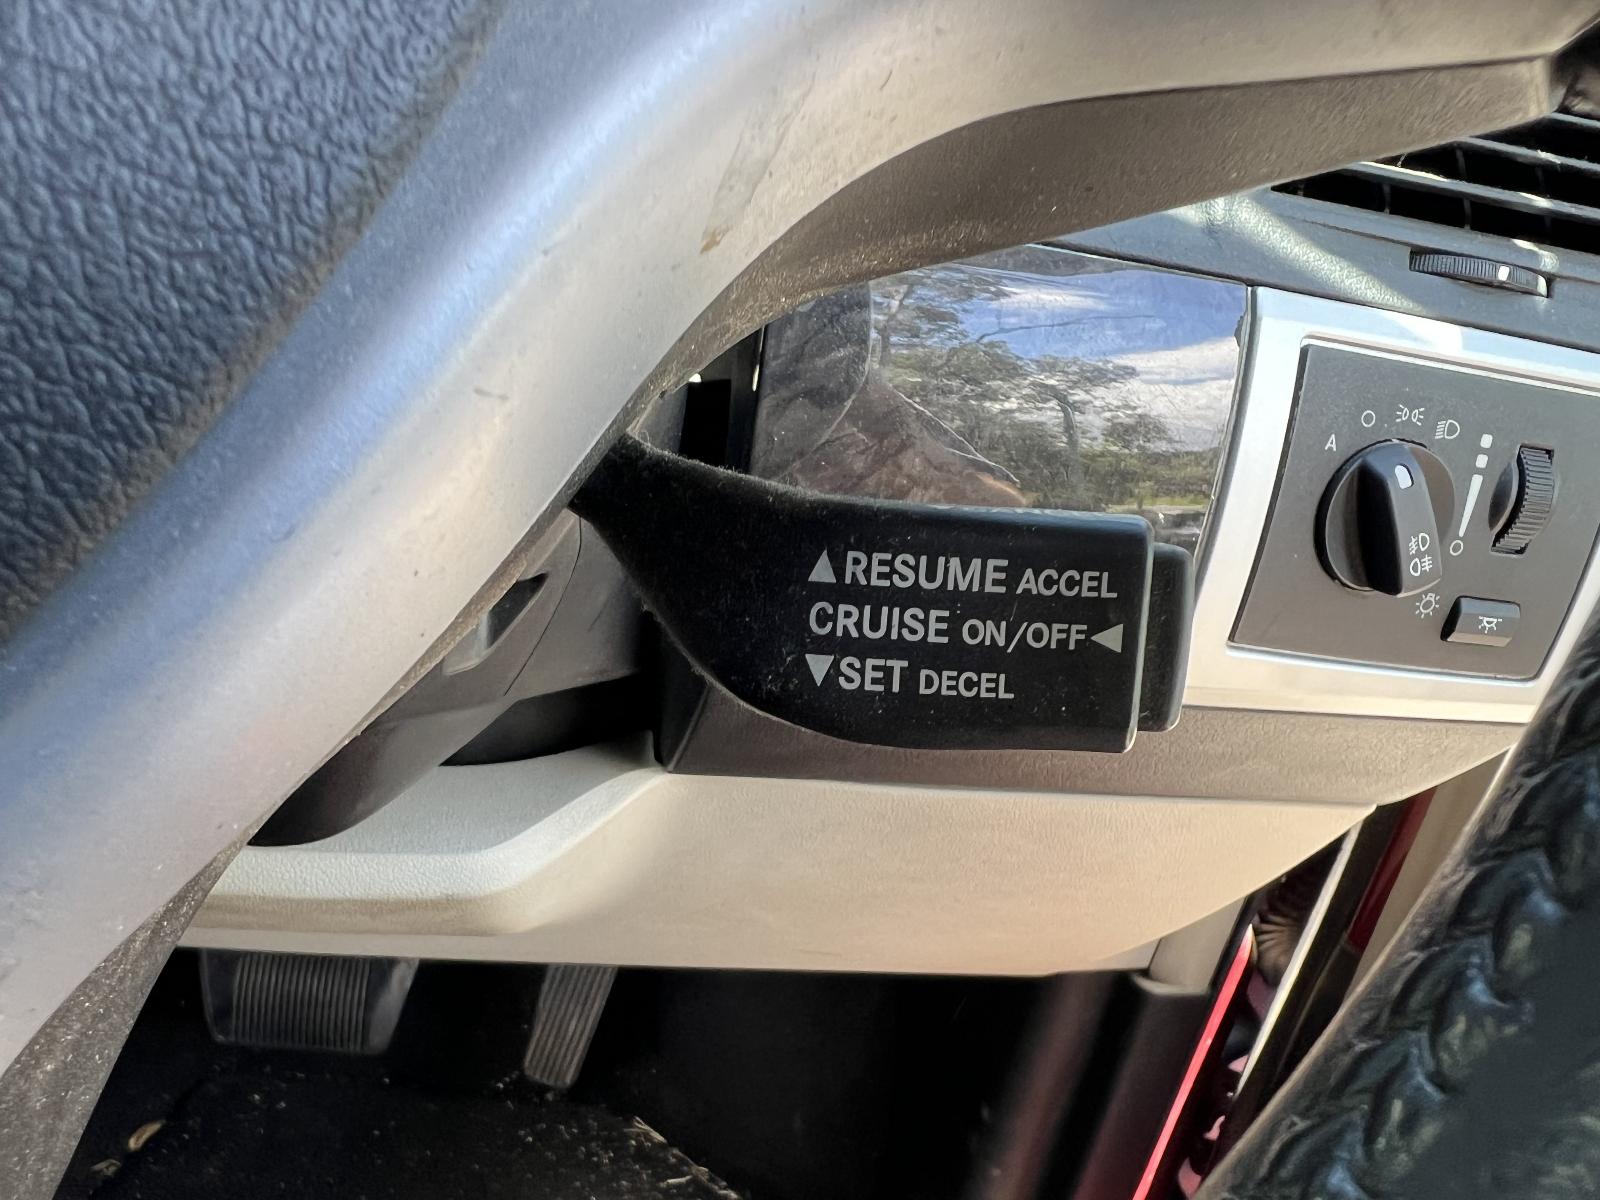 ▲RESUME ACCEL
CRUISE ON/OFF◀
▼SET DECEL
A